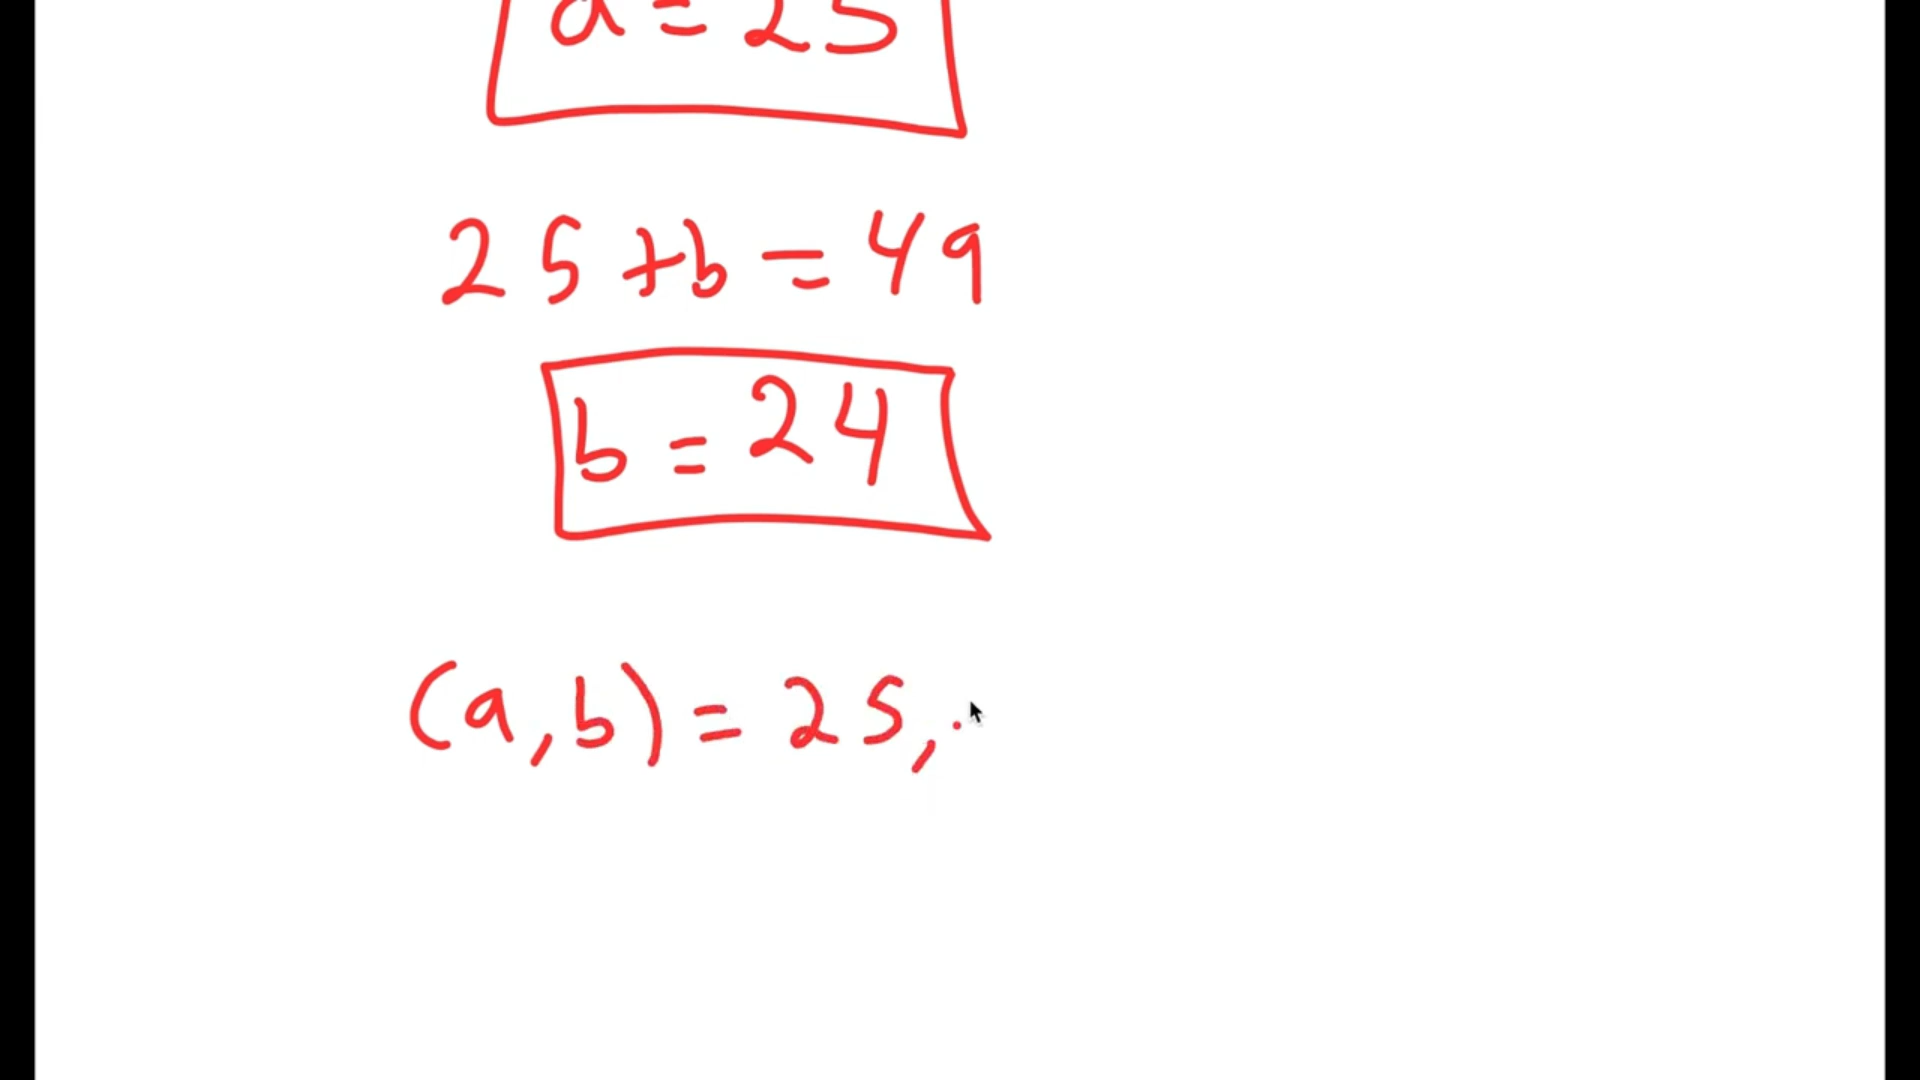 a = 25
25 + b = 49
b = 24
(a, b) = 25,